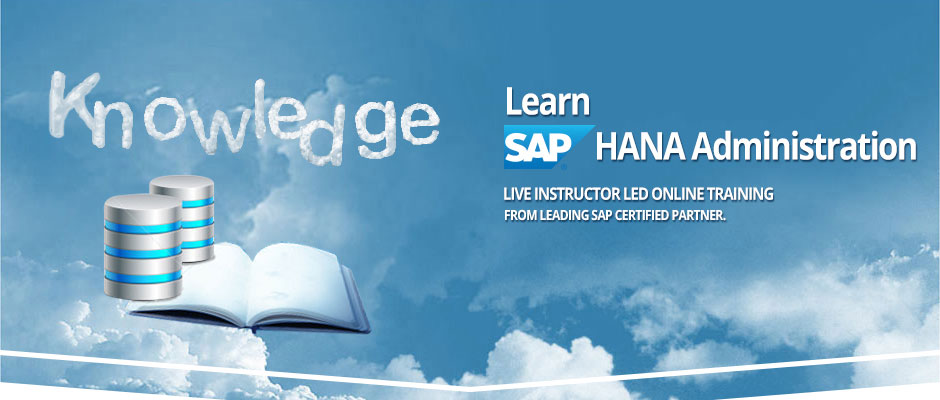 Knowledge
Learn
SAP® HANA Administration
LIVE INSTRUCTOR LED ONLINE TRAINING
FROM LEADING SAP CERTIFIED PARTNER.